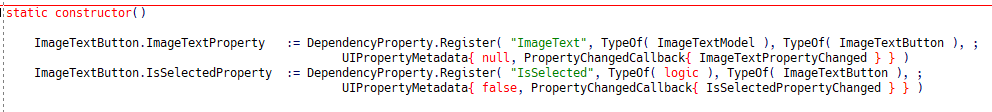 static constructor()
ImageTextButton.ImageTextProperty := DependencyProperty.Register( "ImageText", TypeOf( ImageTextModel ), TypeOf( ImageTextButton ), ;
UIPropertyMetadata{ null, PropertyChangedCallback{ ImageTextPropertyChanged } } )
ImageTextButton.IsSelectedProperty := DependencyProperty.Register( "IsSelected", TypeOf( logic ), TypeOf( ImageTextButton ), ;
UIPropertyMetadata{ false, PropertyChangedCallback{ IsSelectedPropertyChanged } } )